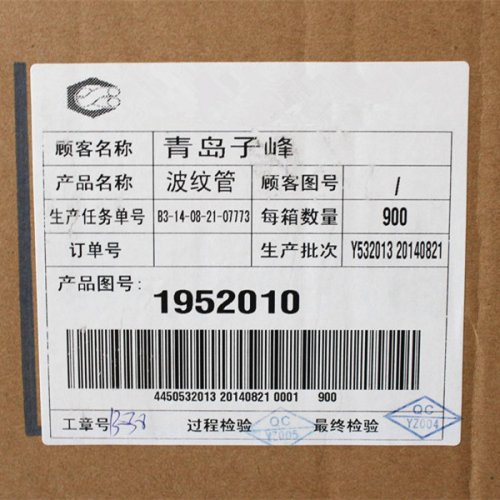 顾客名称 青岛子峰
产品名称 波纹管 顾客图号 /
生产任务单号 B3-14-08-21-07773 每箱数量 900
订单号 生产批次 Y532013 20140821
产品图号: 1952010
4450532013 20140821 0001 900
工章号 B-38 过程检验 QC YZ005 最终检验 QC YZ004